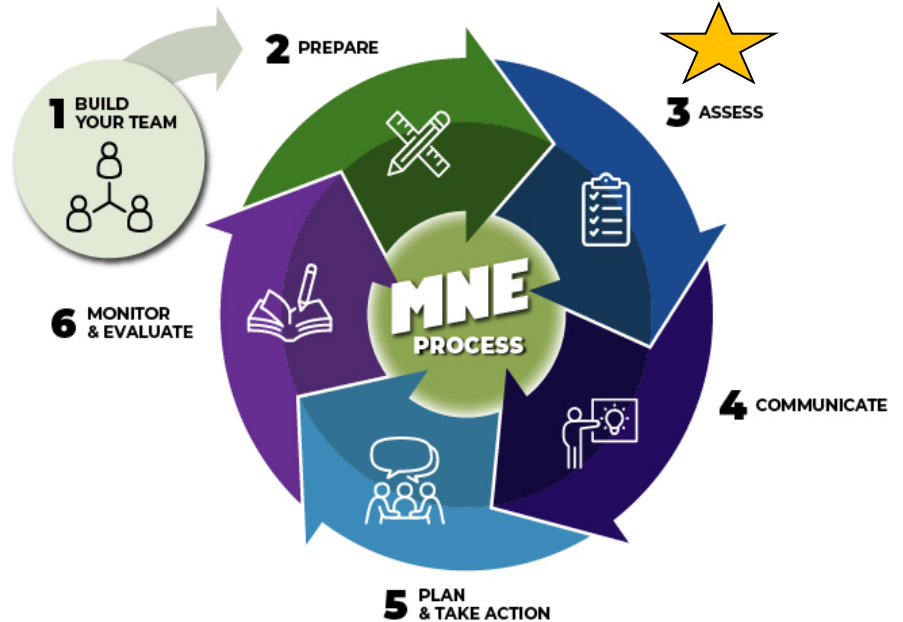 1 BUILD
YOUR TEAM
2 PREPARE
3 ASSESS
4 COMMUNICATE
5 PLAN
& TAKE ACTION
6 MONITOR
& EVALUATE
MNE
PROCESS